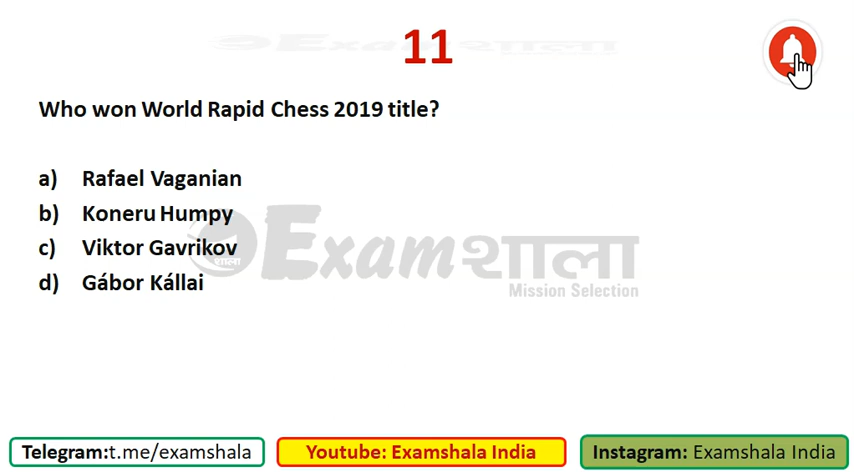 Examशाला
11
Who won World Rapid Chess 2019 title?
a) Rafael Vaganian
b) Koneru Humpy
c) Viktor Gavrikov
d) Gábor Kállai
शाला Examशाला
Mission Selection
Telegram:t.me/examshala
Youtube: Examshala India
Instagram: Examshala India